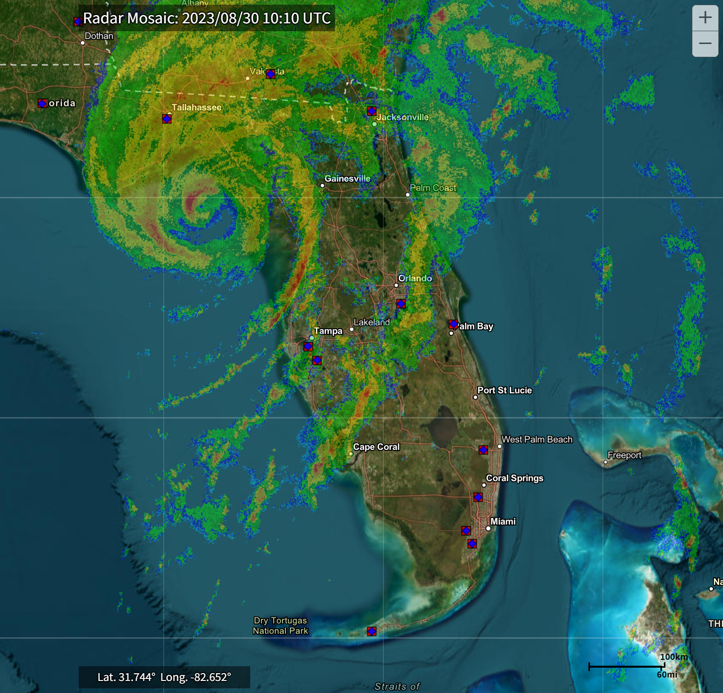 Albany
Radar Mosaic: 2023/08/30 10:10 UTC
+
−
Dothan
orida
Tallahassee
Jacksonville
Gainesville
Palm Coast
Orlando
Lakeland
Tampa
alm Bay
Port St Lucie
West Palm Beach
Cape Coral
Freeport
Coral Springs
Miami
Na
Dry Tortugas
National Park
TH
100km
60mi
Lat. 31.744° Long. -82.652°
Straits of